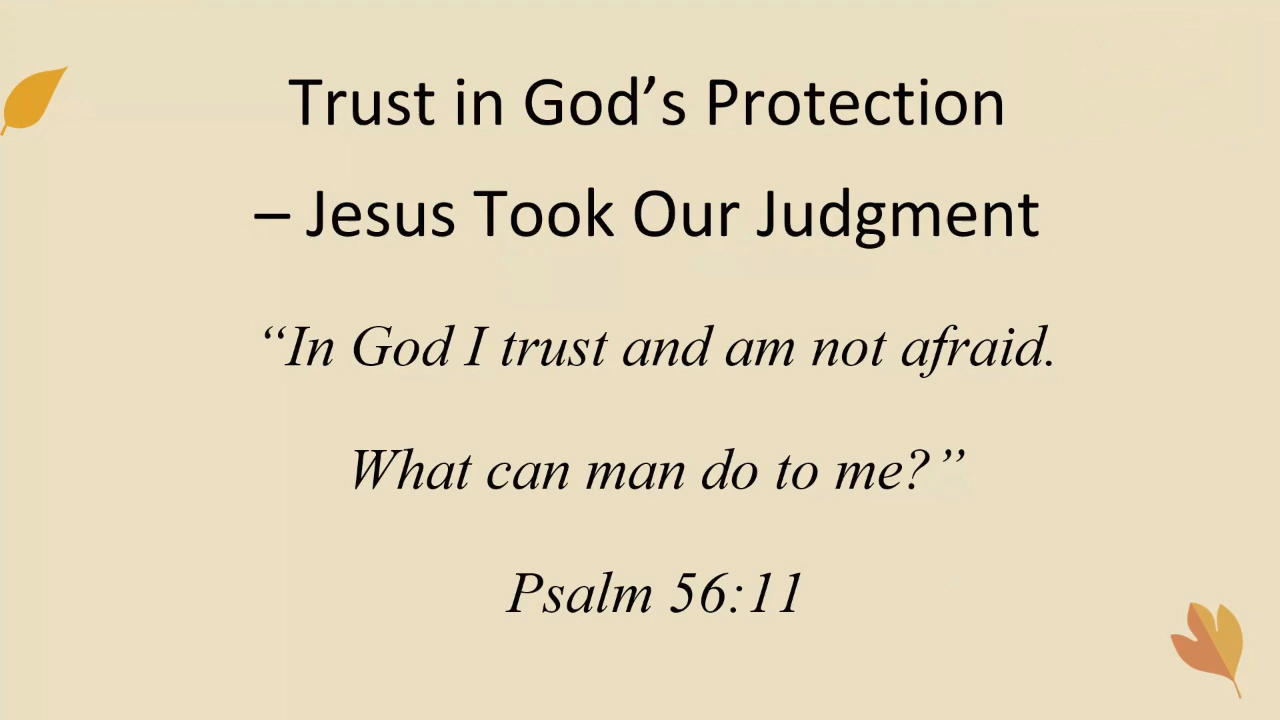 Trust in God’s Protection
– Jesus Took Our Judgment
“In God I trust and am not afraid.
What can man do to me?”
Psalm 56:11